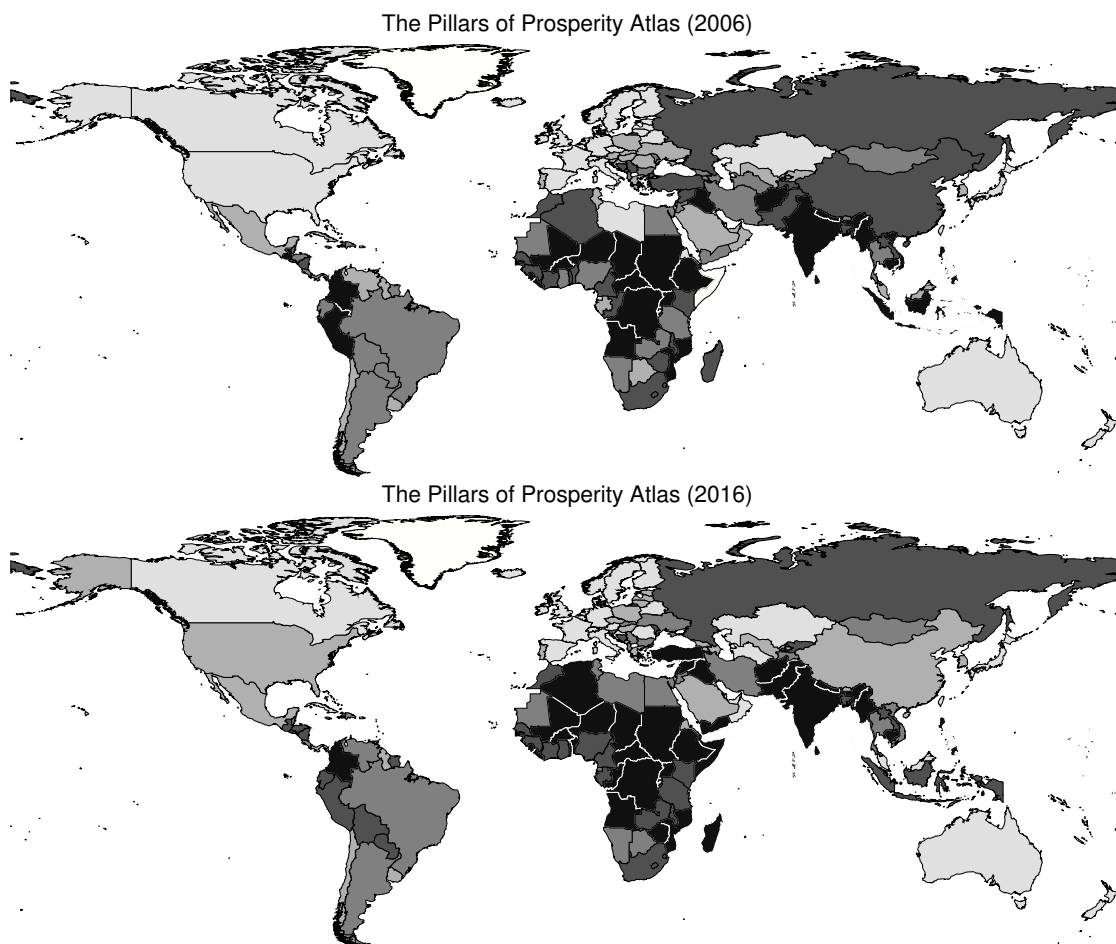 The Pillars of Prosperity Atlas (2006)
The Pillars of Prosperity Atlas (2016)